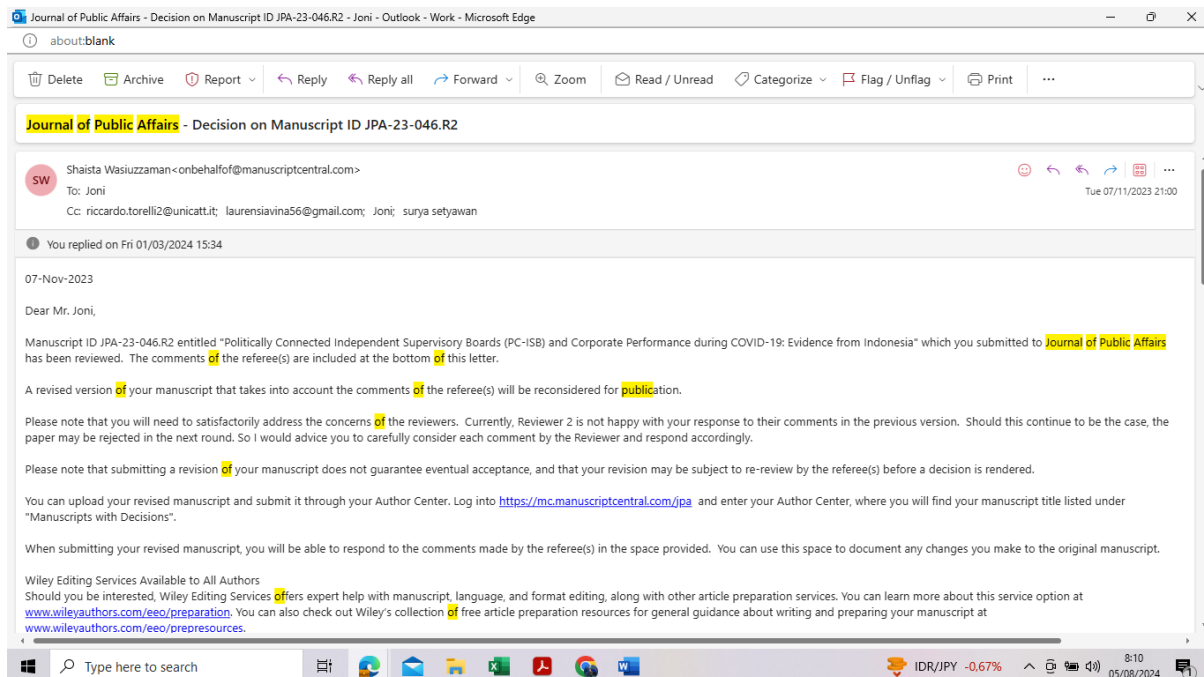 Journal of Public Affairs - Decision on Manuscript ID JPA-23-046.R2 - Joni - Outlook - Work - Microsoft Edge
about:blank
Delete Archive Report Reply Reply all Forward Zoom Read / Unread Categorize Flag / Unflag Print ...
Journal of Public Affairs - Decision on Manuscript ID JPA-23-046.R2
SW
Shaista Wasiuzzaman<onbehalfof@manuscriptcentral.com>
To: Joni
Tue 07/11/2023 21:00
Cc: riccardo.torelli2@unicatt.it; laurensiavina56@gmail.com; Joni; surya setyawan
You replied on Fri 01/03/2024 15:34
07-Nov-2023
Dear Mr. Joni,
Manuscript ID JPA-23-046.R2 entitled "Politically Connected Independent Supervisory Boards (PC-ISB) and Corporate Performance during COVID-19: Evidence from Indonesia" which you submitted to Journal of Public Affairs
has been reviewed. The comments of the referee(s) are included at the bottom of this letter.
A revised version of your manuscript that takes into account the comments of the referee(s) will be reconsidered for publication.
Please note that you will need to satisfactorily address the concerns of the reviewers. Currently, Reviewer 2 is not happy with your response to their comments in the previous version. Should this continue to be the case, the
paper may be rejected in the next round. So I would advice you to carefully consider each comment by the Reviewer and respond accordingly.
Please note that submitting a revision of your manuscript does not guarantee eventual acceptance, and that your revision may be subject to re-review by the referee(s) before a decision is rendered.
You can upload your revised manuscript and submit it through your Author Center. Log into https://mc.manuscriptcentral.com/jpa and enter your Author Center, where you will find your manuscript title listed under
"Manuscripts with Decisions".
When submitting your revised manuscript, you will be able to respond to the comments made by the referee(s) in the space provided. You can use this space to document any changes you make to the original manuscript.
Wiley Editing Services Available to All Authors
Should you be interested, Wiley Editing Services offers expert help with manuscript, language, and format editing, along with other article preparation services. You can learn more about this service option at
www.wileyauthors.com/eeo/preparation. You can also check out Wiley's collection of free article preparation resources for general guidance about writing and preparing your manuscript at
www.wileyauthors.com/eeo/prepresources.
Type here to search
IDR/JPY -0.67%
8:10
05/08/2024
1